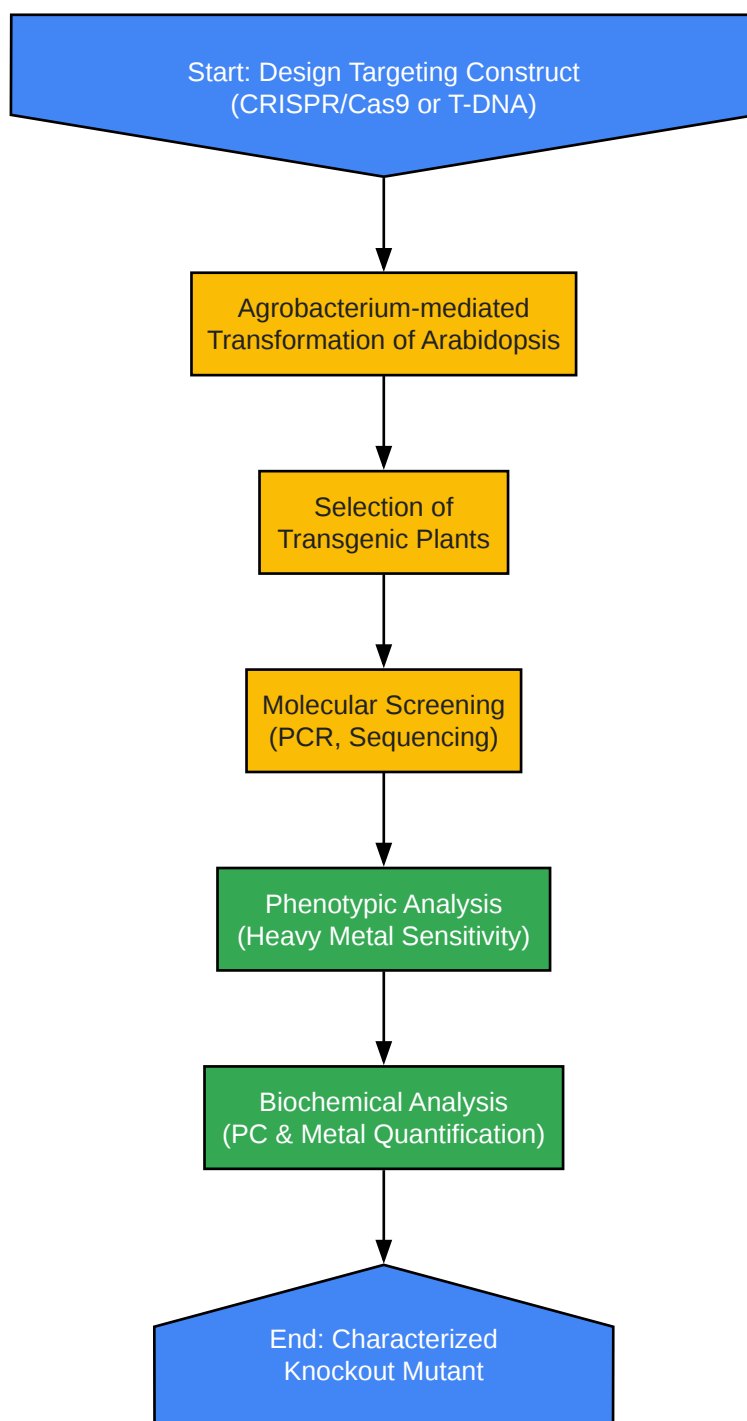 Start: Design Targeting Construct
(CRISPR/Cas9 or T-DNA)
Agrobacterium-mediated
Transformation of Arabidopsis
Selection of
Transgenic Plants
Molecular Screening
(PCR, Sequencing)
Phenotypic Analysis
(Heavy Metal Sensitivity)
Biochemical Analysis
(PC & Metal Quantification)
End: Characterized
Knockout Mutant